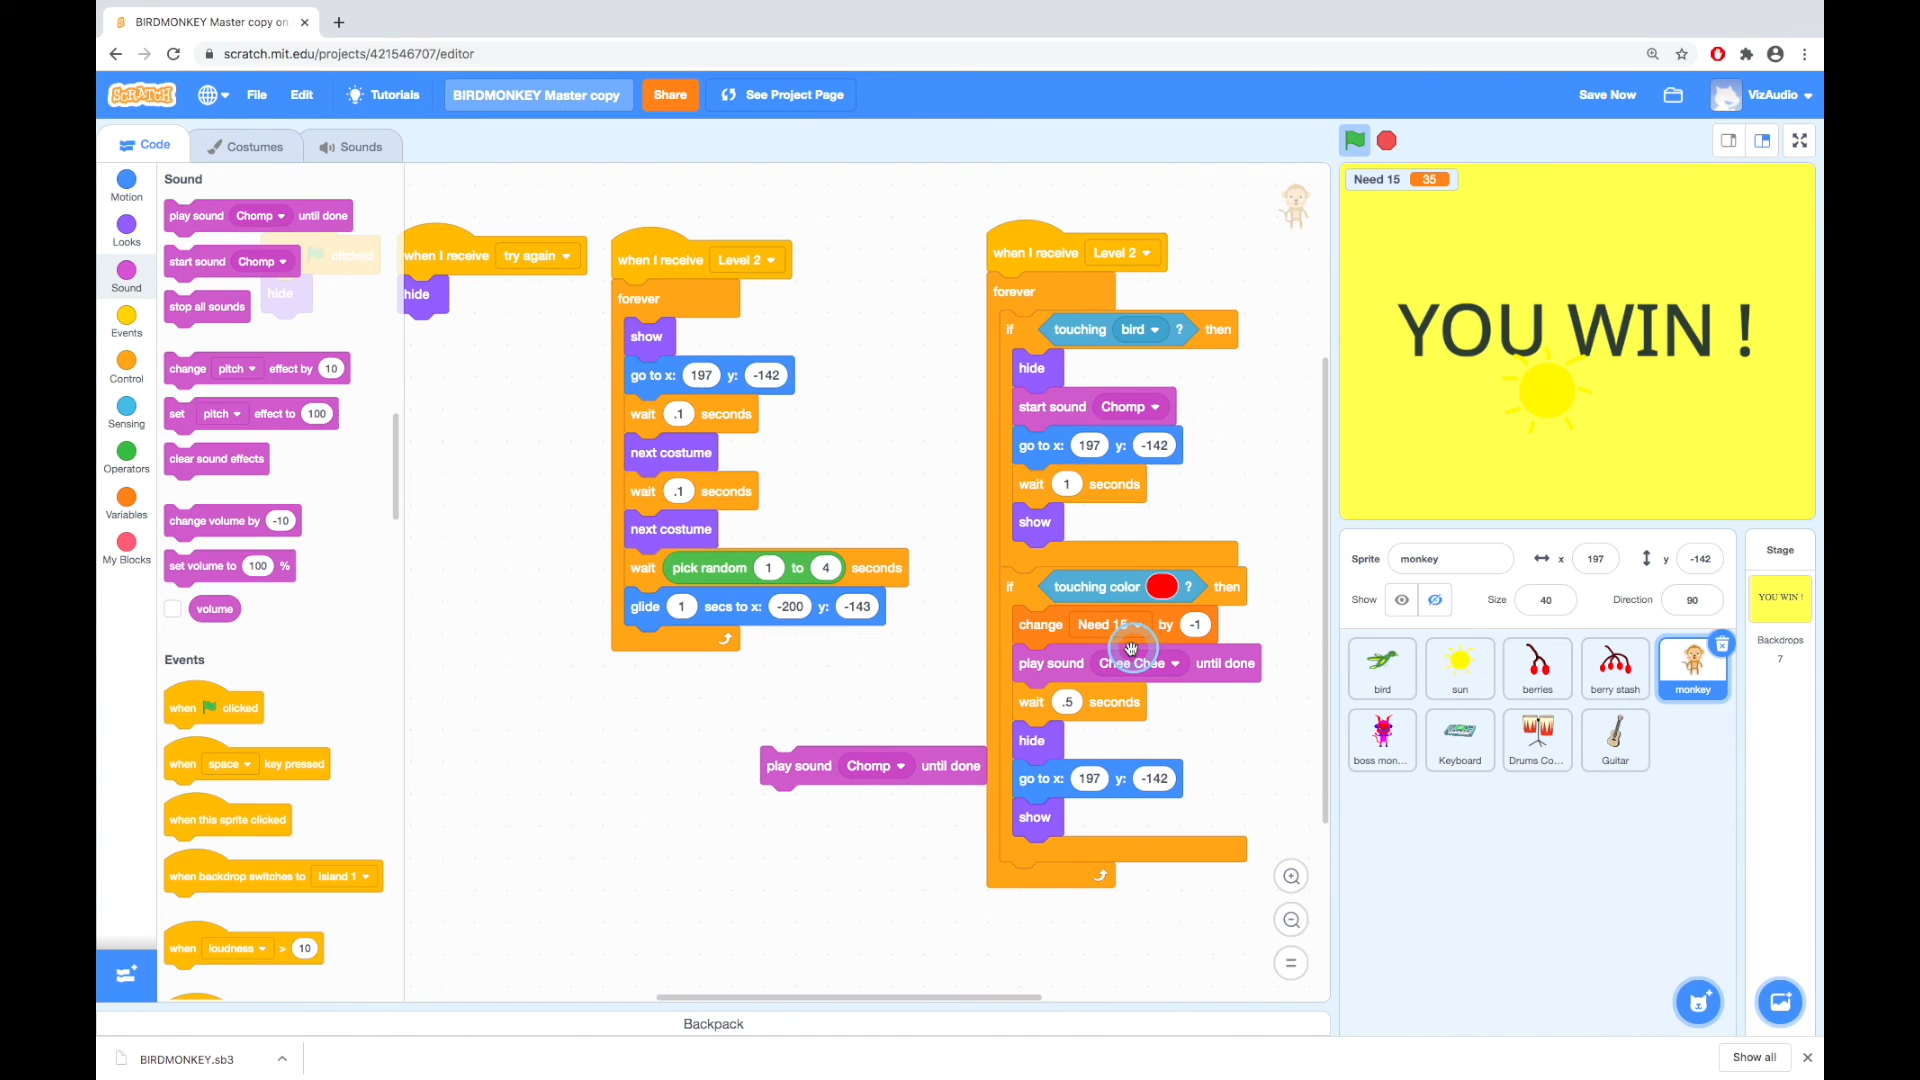 BIRDMONKEY Master copy on
scratch.mit.edu/projects/421546707/editor
SCRATCH
File
Edit
Tutorials
BIRDMONKEY Master copy
Share
See Project Page
Save Now
VizAudio
Code
Costumes
Sounds
Motion
Looks
Sound
Events
Control
Sensing
Operators
Variables
My Blocks
Sound
play sound Chomp until done
start sound Chomp
stop all sounds
change pitch effect by 10
set pitch effect to 100
clear sound effects
change volume by -10
set volume to 100 %
volume
Events
when clicked
when space key pressed
when this sprite clicked
when backdrop switches to Island 1
when loudness > 10
clicked
hide
when I receive try again
hide
when I receive Level 2
forever
show
go to x: 197 y: -142
wait .1 seconds
next costume
wait .1 seconds
next costume
wait pick random 1 to 4 seconds
glide 1 secs to x: -200 y: -143
play sound Chomp until done
when I receive Level 2
forever
if touching bird ? then
hide
start sound Chomp
go to x: 197 y: -142
wait 1 seconds
show
if touching color ? then
change Need 15 by -1
play sound Chee Chee until done
wait .5 seconds
hide
go to x: 197 y: -142
show
Need 15 35
YOU WIN !
Sprite monkey x 197 y -142
Show Size 40 Direction 90
bird
sun
berries
berry stash
monkey
boss mon...
Keyboard
Drums Co...
Guitar
Stage
YOU WIN !
Backdrops
7
Backpack
BIRDMONKEY.sb3
Show all